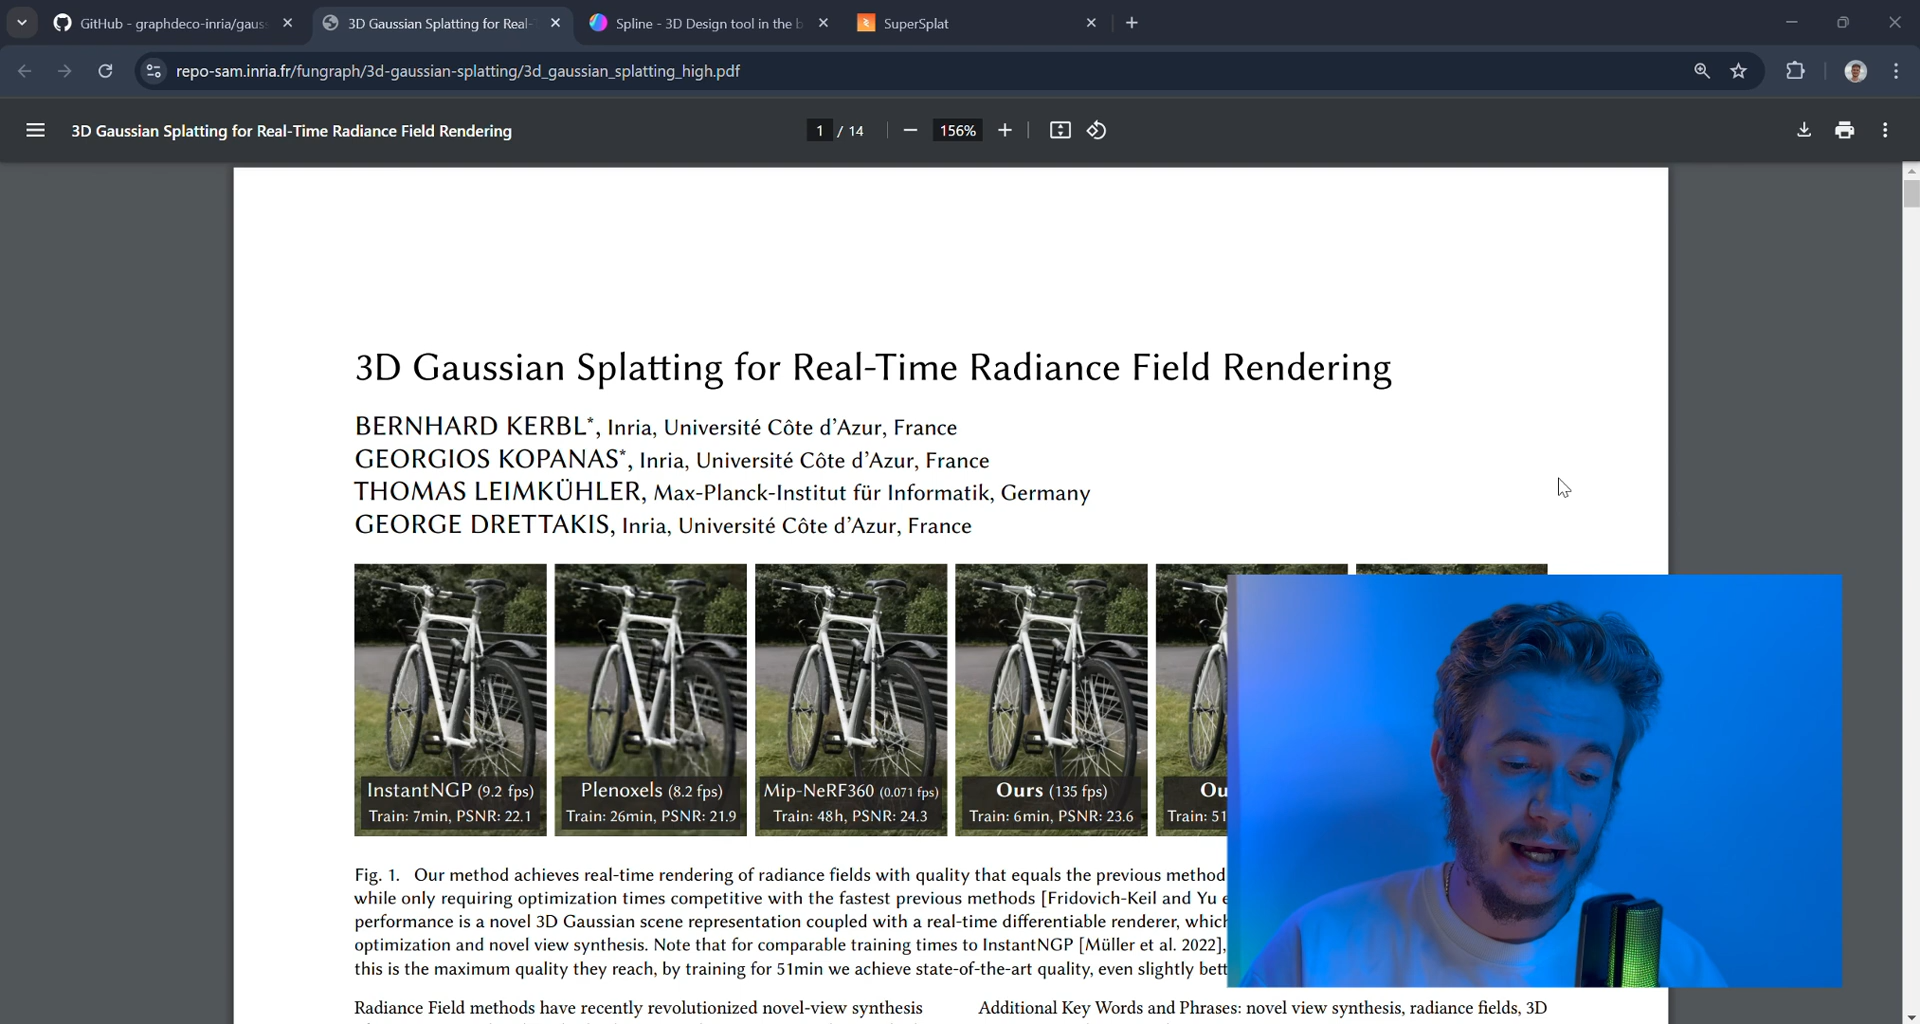 GitHub - graphdeco-inria/gaus
3D Gaussian Splatting for Real-
Spline - 3D Design tool in the b
SuperSplat
repo-sam.inria.fr/fungraph/3d-gaussian-splatting/3d_gaussian_splatting_high.pdf
3D Gaussian Splatting for Real-Time Radiance Field Rendering
1 / 14
156%
3D Gaussian Splatting for Real-Time Radiance Field Rendering
BERNHARD KERBL*, Inria, Université Côte d'Azur, France
GEORGIOS KOPANAS*, Inria, Université Côte d'Azur, France
THOMAS LEIMKÜHLER, Max-Planck-Institut für Informatik, Germany
GEORGE DRETTAKIS, Inria, Université Côte d'Azur, France
InstantNGP (9.2 fps)
Train: 7min, PSNR: 22.1
Plenoxels (8.2 fps)
Train: 26min, PSNR: 21.9
Mip-NeRF360 (0.071 fps)
Train: 48h, PSNR: 24.3
Ours (135 fps)
Train: 6min, PSNR: 23.6
Ou
Train: 51
Fig. 1. Our method achieves real-time rendering of radiance fields with quality that equals the previous method
while only requiring optimization times competitive with the fastest previous methods [Fridovich-Keil and Yu e
performance is a novel 3D Gaussian scene representation coupled with a real-time differentiable renderer, which
optimization and novel view synthesis. Note that for comparable training times to InstantNGP [Müller et al. 2022],
this is the maximum quality they reach, by training for 51min we achieve state-of-the-art quality, even slightly bett
Radiance Field methods have recently revolutionized novel-view synthesis
Additional Key Words and Phrases: novel view synthesis, radiance fields, 3D